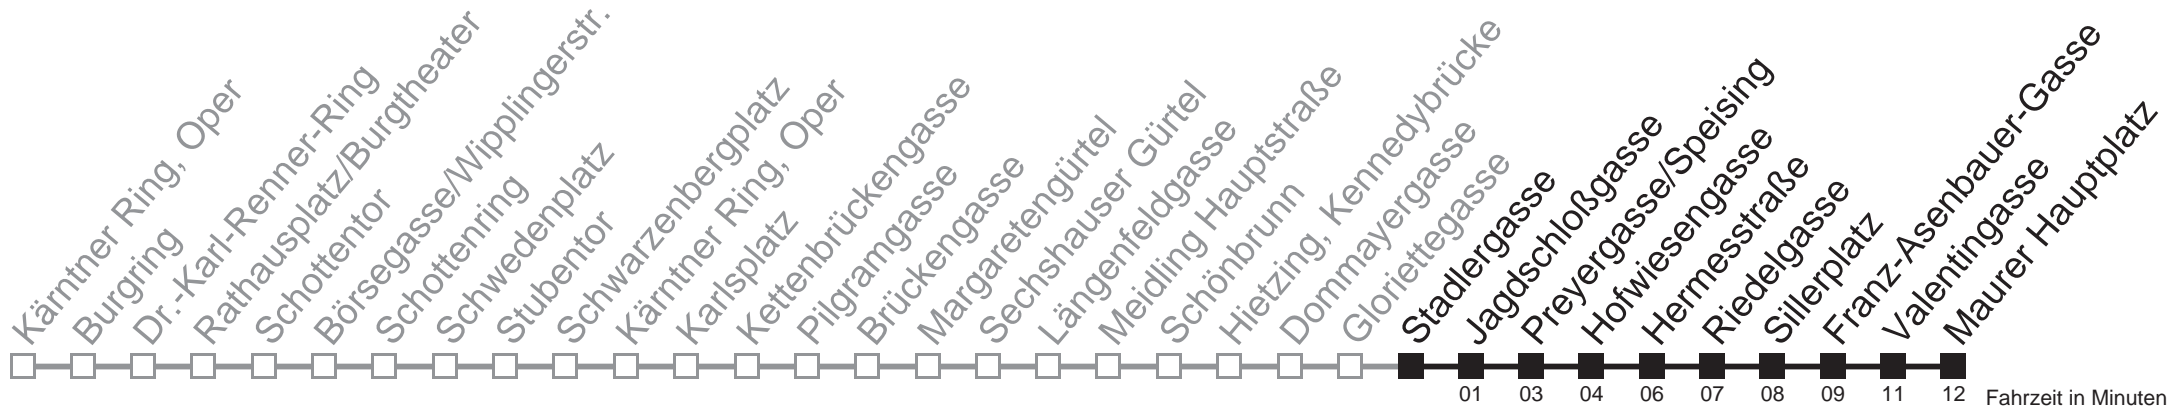 Kärntner Ring, Oper
Burgring
Dr.-Karl-Renner-Ring
Rathausplatz/Burgtheater
Schottentor
Börsegasse/Wipplingerstr.
Schottenring
Schwedenplatz
Stubentor
Schwarzenbergplatz
Kärntner Ring, Oper
Karlsplatz
Kettenbrückengasse
Pilgramgasse
Brückengasse
Margaretengürtel
Sechshauser Gürtel
Längenfeldgasse
Meidling Hauptstraße
Schönbrunn
Hietzing, Kennedybrücke
Dommayergasse
Gloriettegasse
Stadlergasse
Jagdschloßgasse
Preyergasse/Speising
Hofwiesengasse
Hermesstraße
Riedelgasse
Sillerplatz
Franz-Asenbauer-Gasse
Valentingasse
Maurer Hauptplatz
01 03 04 06 07 08 09 11 12 Fahrzeit in Minuten